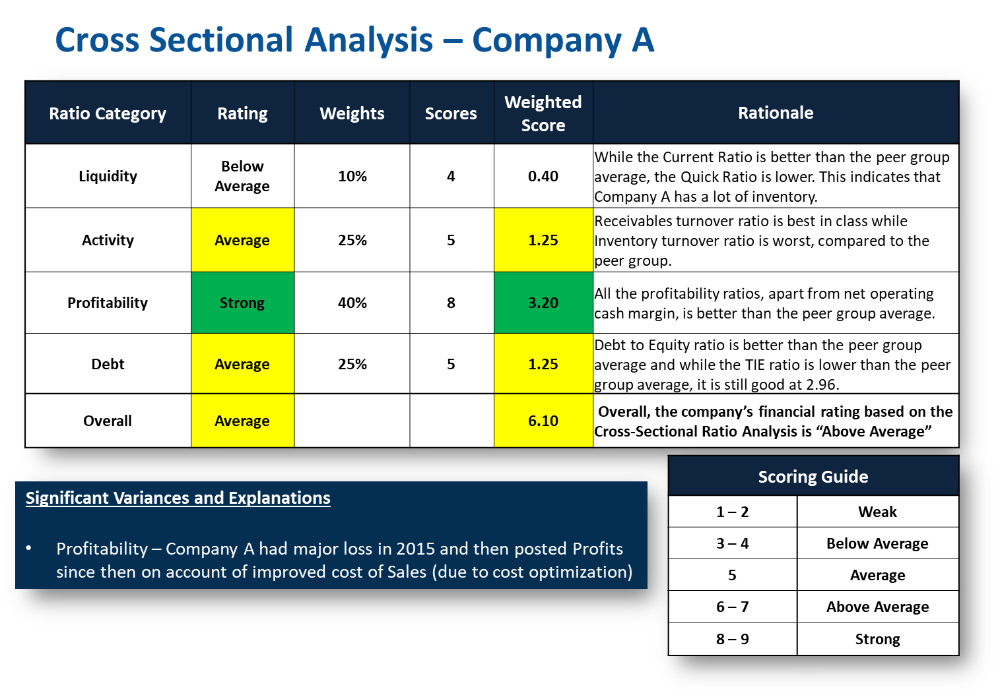 Cross Sectional Analysis – Company A
Ratio Category
Rating
Weights
Scores
Weighted
Score
Rationale
Liquidity
Below
Average
10%
4
0.40
While the Current Ratio is better than the peer group
average, the Quick Ratio is lower. This indicates that
Company A has a lot of inventory.
Activity
Average
25%
5
1.25
Receivables turnover ratio is best in class while
Inventory turnover ratio is worst, compared to the
peer group.
Profitability
Strong
40%
8
3.20
All the profitability ratios, apart from net operating
cash margin, is better than the peer group average.
Debt
Average
25%
5
1.25
Debt to Equity ratio is better than the peer group
average and while the TIE ratio is lower than the peer
group average, it is still good at 2.96.
Overall
Average
6.10
Overall, the company’s financial rating based on the
Cross-Sectional Ratio Analysis is “Above Average”
Significant Variances and Explanations
• Profitability – Company A had major loss in 2015 and then posted Profits
since then on account of improved cost of Sales (due to cost optimization)
Scoring Guide
1 – 2
Weak
3 – 4
Below Average
5
Average
6 – 7
Above Average
8 – 9
Strong